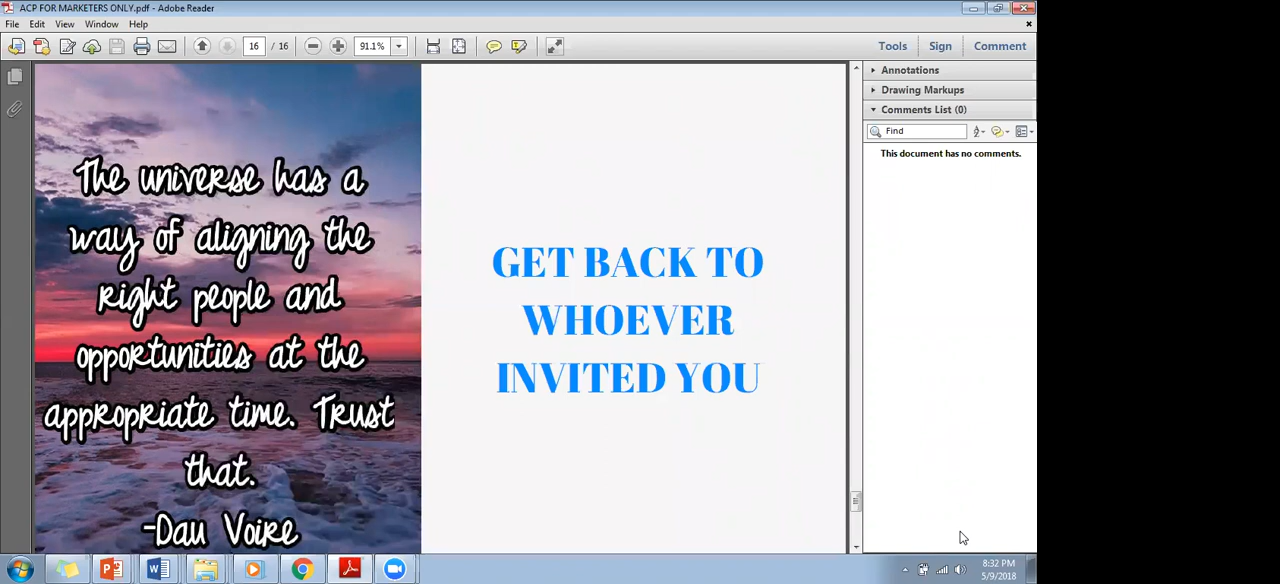 ACP FOR MARKETERS ONLY.pdf - Adobe Reader
File Edit View Window Help
16 / 16 91.1% Tools Sign Comment
Annotations
Drawing Markups
Comments List (0)
Find
This document has no comments.
The universe has a
way of aligning the
right people and
opportunities at the
appropriate time. Trust
that.
-Dau Voire
GET BACK TO
WHOEVER
INVITED YOU
8:32 PM
5/9/2018